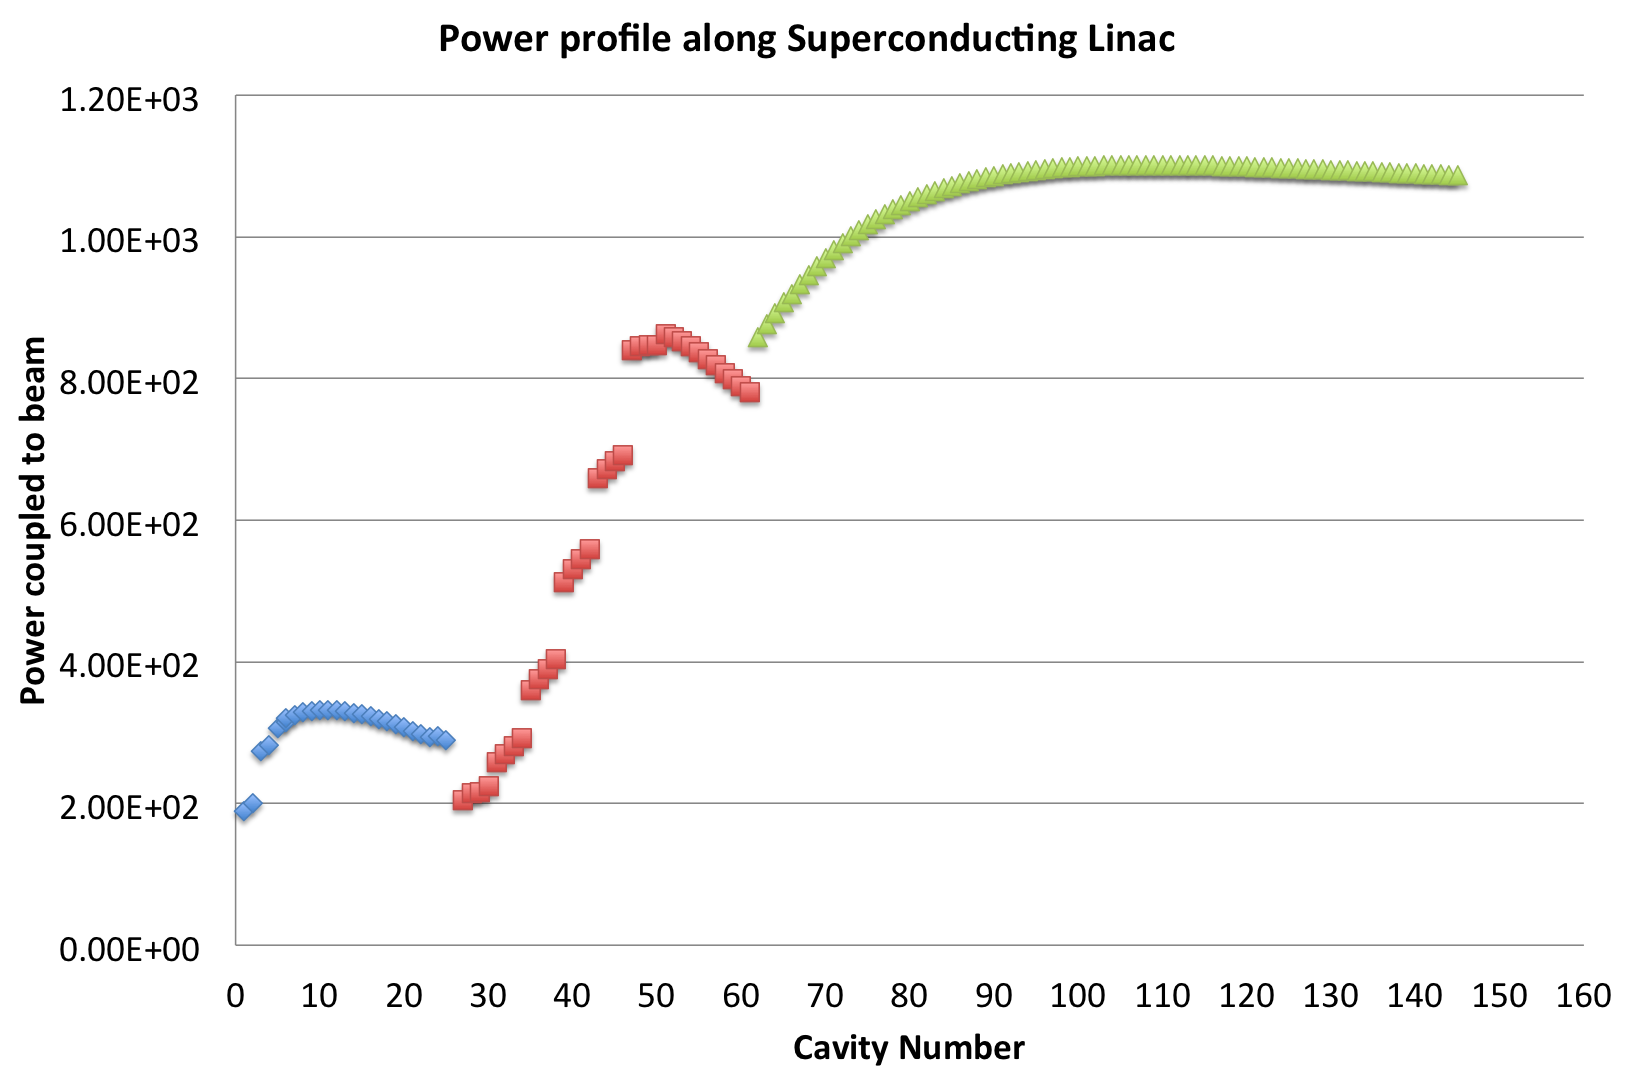 Power profile along Superconducting Linac
1.20E+03
1.00E+03
8.00E+02
6.00E+02
4.00E+02
2.00E+02
0.00E+00
Power coupled to beam
0 10 20 30 40 50 60 70 80 90 100 110 120 130 140 150 160
Cavity Number